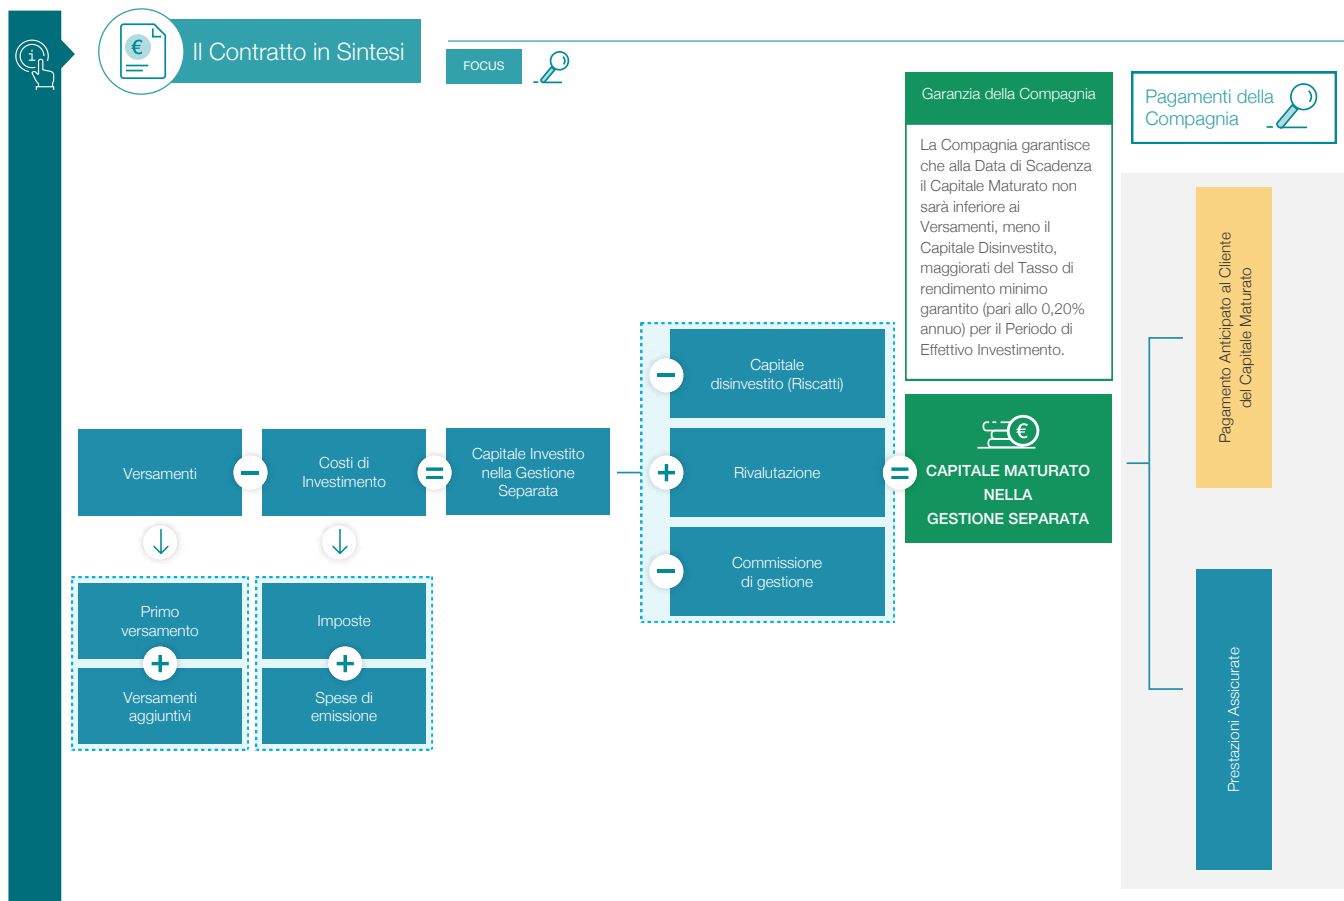 Il Contratto in Sintesi
FOCUS
Garanzia della Compagnia
La Compagnia garantisce
che alla Data di Scadenza
il Capitale Maturato non
sarà inferiore ai
Versamenti, meno il
Capitale Disinvestito,
maggiorati del Tasso di
rendimento minimo
garantito (pari allo 0,20%
annuo) per il Periodo di
Effettivo Investimento.
Pagamenti della
Compagnia
Versamenti
Costi di
Investimento
Capitale Investito
nella Gestione
Separata
Capitale
disinvestito (Riscatti)
Rivalutazione
Commissione
di gestione
€
CAPITALE MATURATO
NELLA
GESTIONE SEPARATA
Primo
versamento
Versamenti
aggiuntivi
Imposte
Spese di
emissione
Pagamento Anticipato al Cliente
del Capitale Maturato
Prestazioni Assicurate